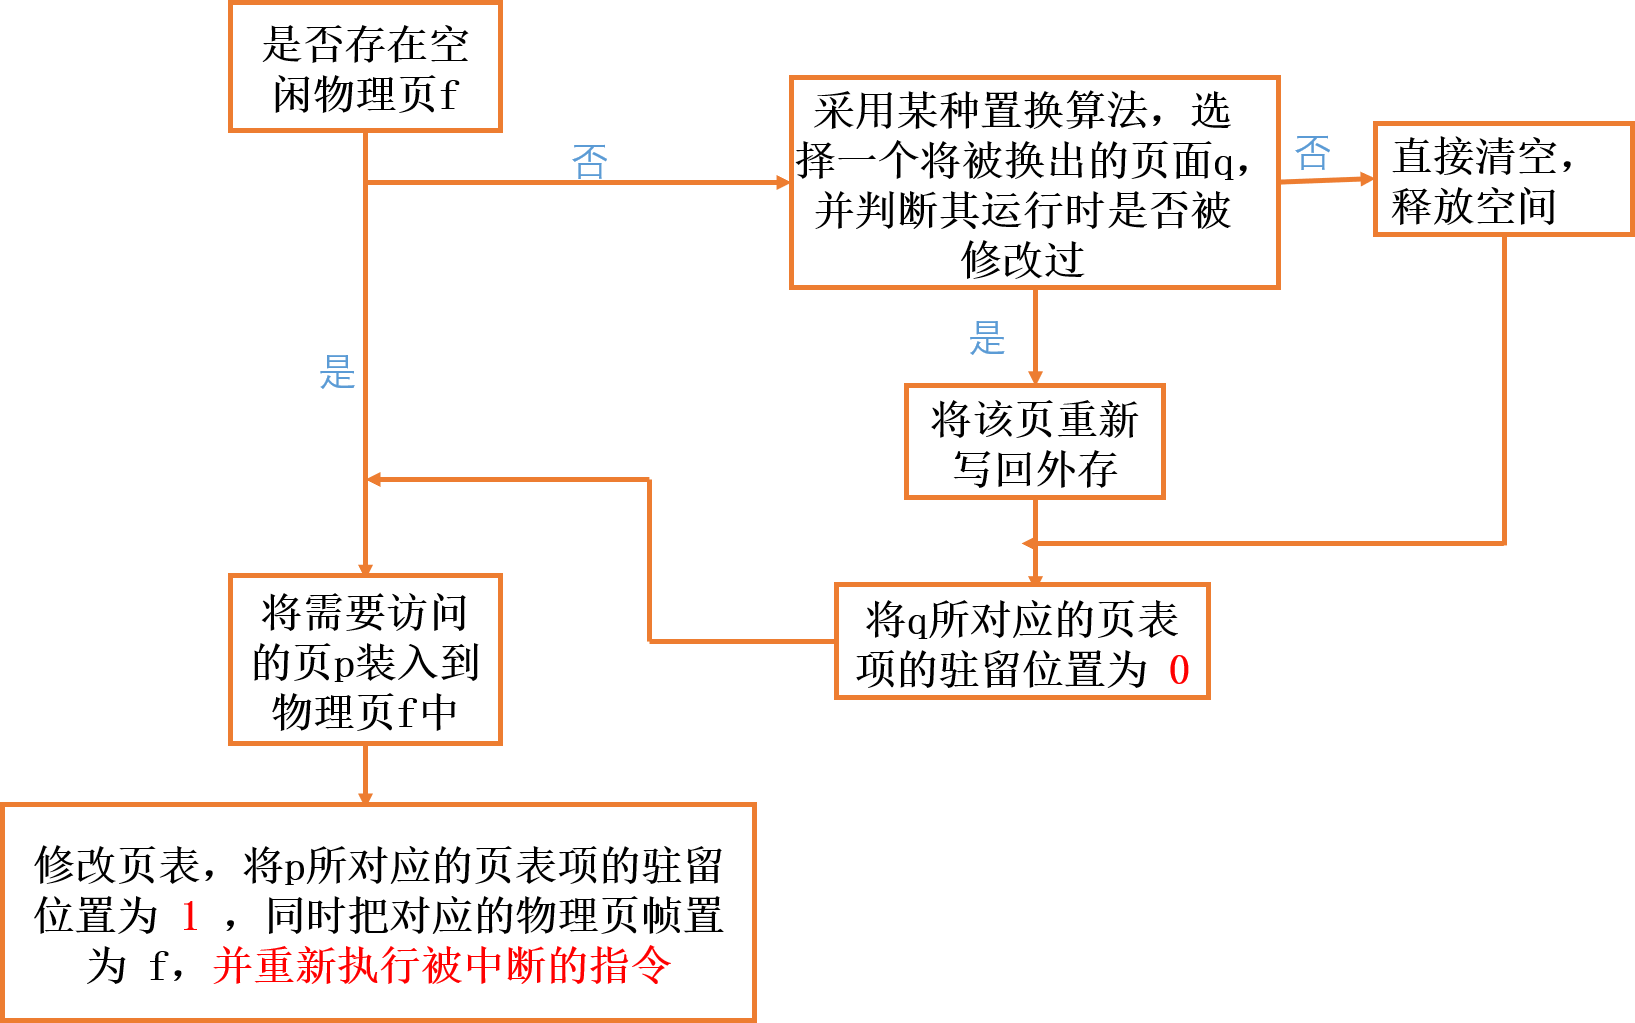 是否存在空
闲物理页f
否
采用某种置换算法，选
择一个将被换出的页面q，
并判断其运行时是否被
修改过
否
直接清空，
释放空间
是
是
将该页重新
写回外存
将q所对应的页表
项的驻留位置为 0
将需要访问
的页p装入到
物理页f中
修改页表，将p所对应的页表项的驻留
位置为 1 ，同时把对应的物理页帧置
为 f，并重新执行被中断的指令